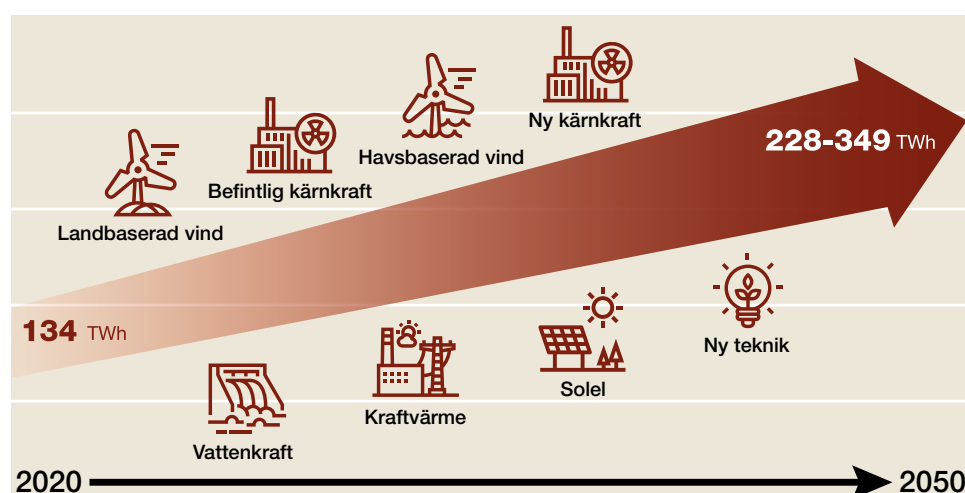 Ny kärnkraft
228-349 TWh
Havsbaserad vind
Befintlig kärnkraft
Landbaserad vind
134 TWh
Ny teknik
Solel
Kraftvärme
Vattenkraft
2020
2050